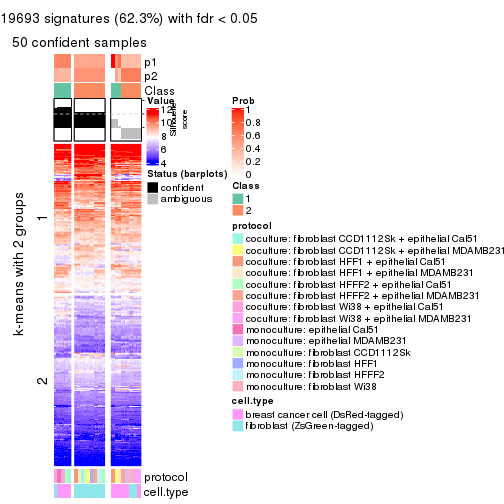 19693 signatures (62.3%) with fdr < 0.05
50 confident samples
p1
p2
Class
Silhouette
score
k-means with 2 groups
1
2
protocol
cell.type
Value
12
10
8
6
4
Status (barplots)
confident
ambiguous
Prob
1
0.8
0.6
0.4
0.2
0
Class
1
2
protocol
coculture: fibroblast CCD1112Sk + epithelial Cal51
coculture: fibroblast CCD1112Sk + epithelial MDAMB231
coculture: fibroblast HFF1 + epithelial Cal51
coculture: fibroblast HFF1 + epithelial MDAMB231
coculture: fibroblast HFFF2 + epithelial Cal51
coculture: fibroblast HFFF2 + epithelial MDAMB231
coculture: fibroblast Wi38 + epithelial Cal51
coculture: fibroblast Wi38 + epithelial MDAMB231
monoculture: epithelial Cal51
monoculture: epithelial MDAMB231
monoculture: fibroblast CCD1112Sk
monoculture: fibroblast HFF1
monoculture: fibroblast HFFF2
monoculture: fibroblast Wi38
cell.type
breast cancer cell (DsRed-tagged)
fibroblast (ZsGreen-tagged)